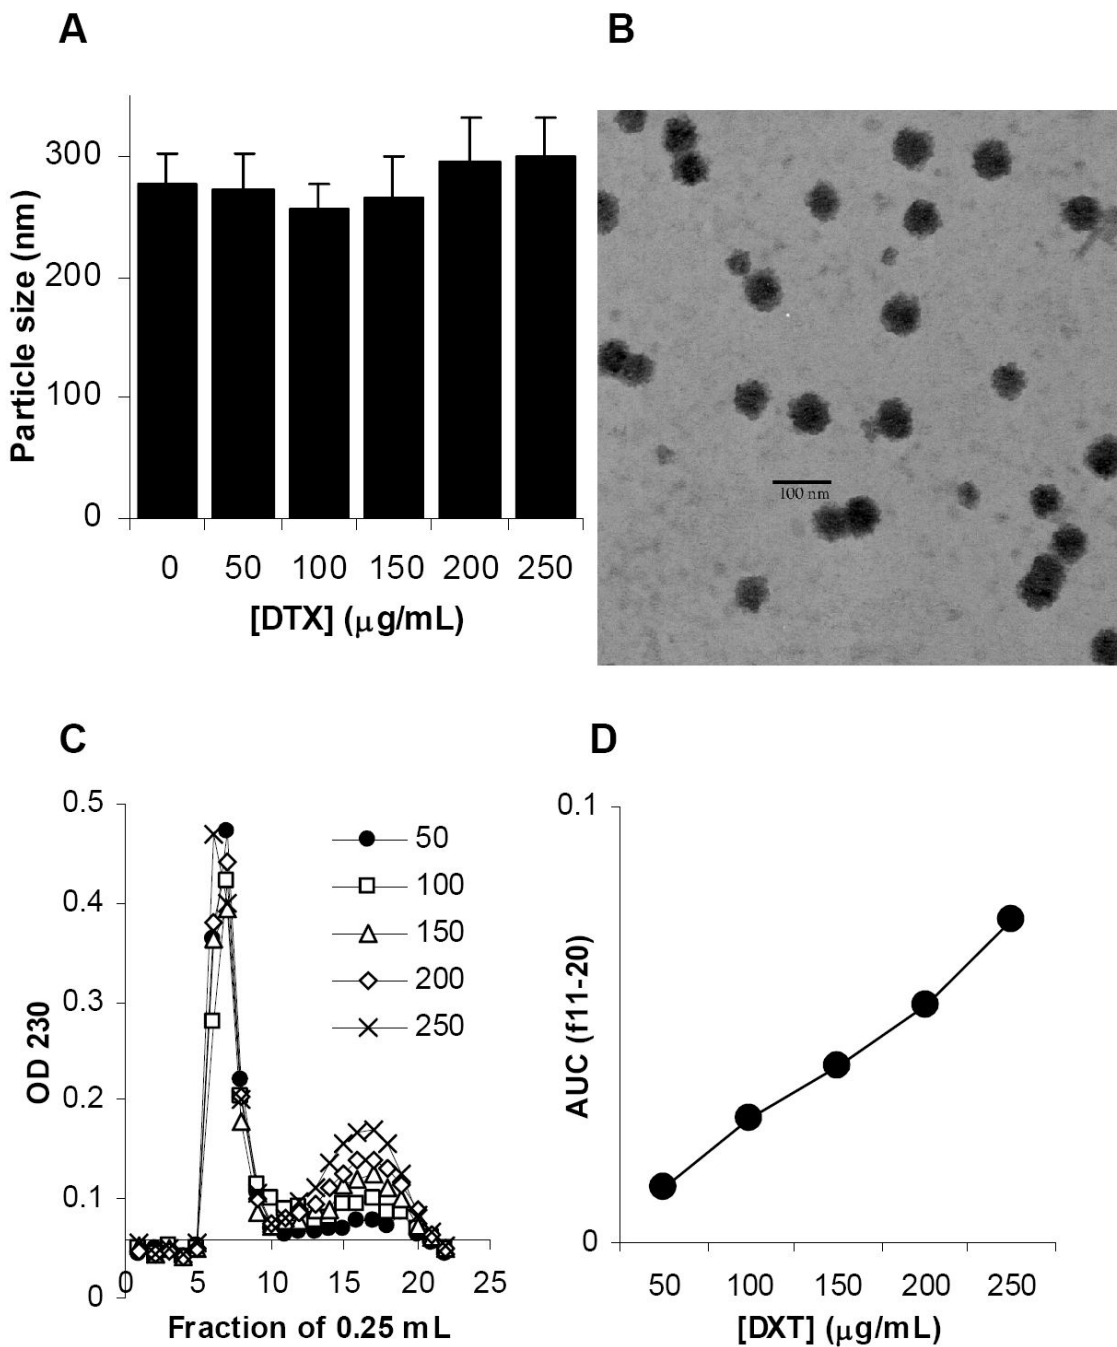 A
B
Particle size (nm)
300
200
100
0
0 50 100 150 200 250
[DTX] (μg/mL)
100 nm
C
D
OD 230
0.5
0.4
0.3
0.2
0.1
0
50
100
150
200
250
0 5 10 15 20 25
Fraction of 0.25 mL
AUC (f11-20)
0.1
0
50 100 150 200 250
[DXT] (μg/mL)